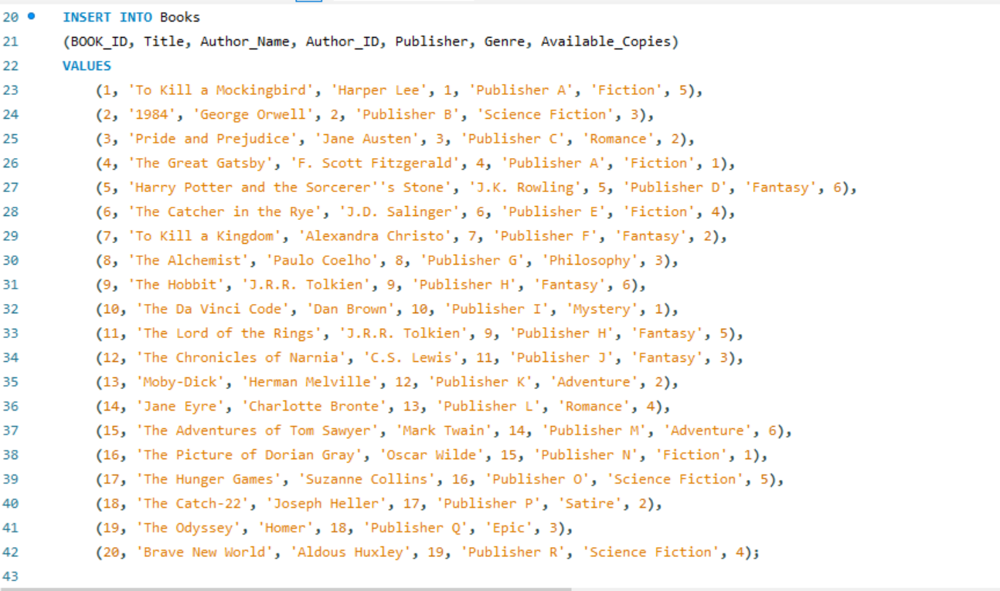 20 INSERT INTO Books
21 (BOOK_ID, Title, Author_Name, Author_ID, Publisher, Genre, Available_Copies)
22 VALUES
23 (1, 'To Kill a Mockingbird', 'Harper Lee', 1, 'Publisher A', 'Fiction', 5),
24 (2, '1984', 'George Orwell', 2, 'Publisher B', 'Science Fiction', 3),
25 (3, 'Pride and Prejudice', 'Jane Austen', 3, 'Publisher C', 'Romance', 2),
26 (4, 'The Great Gatsby', 'F. Scott Fitzgerald', 4, 'Publisher A', 'Fiction', 1),
27 (5, 'Harry Potter and the Sorcerer''s Stone', 'J.K. Rowling', 5, 'Publisher D', 'Fantasy', 6),
28 (6, 'The Catcher in the Rye', 'J.D. Salinger', 6, 'Publisher E', 'Fiction', 4),
29 (7, 'To Kill a Kingdom', 'Alexandra Christo', 7, 'Publisher F', 'Fantasy', 2),
30 (8, 'The Alchemist', 'Paulo Coelho', 8, 'Publisher G', 'Philosophy', 3),
31 (9, 'The Hobbit', 'J.R.R. Tolkien', 9, 'Publisher H', 'Fantasy', 6),
32 (10, 'The Da Vinci Code', 'Dan Brown', 10, 'Publisher I', 'Mystery', 1),
33 (11, 'The Lord of the Rings', 'J.R.R. Tolkien', 9, 'Publisher H', 'Fantasy', 5),
34 (12, 'The Chronicles of Narnia', 'C.S. Lewis', 11, 'Publisher J', 'Fantasy', 3),
35 (13, 'Moby-Dick', 'Herman Melville', 12, 'Publisher K', 'Adventure', 2),
36 (14, 'Jane Eyre', 'Charlotte Bronte', 13, 'Publisher L', 'Romance', 4),
37 (15, 'The Adventures of Tom Sawyer', 'Mark Twain', 14, 'Publisher M', 'Adventure', 6),
38 (16, 'The Picture of Dorian Gray', 'Oscar Wilde', 15, 'Publisher N', 'Fiction', 1),
39 (17, 'The Hunger Games', 'Suzanne Collins', 16, 'Publisher O', 'Science Fiction', 5),
40 (18, 'The Catch-22', 'Joseph Heller', 17, 'Publisher P', 'Satire', 2),
41 (19, 'The Odyssey', 'Homer', 18, 'Publisher Q', 'Epic', 3),
42 (20, 'Brave New World', 'Aldous Huxley', 19, 'Publisher R', 'Science Fiction', 4);
43